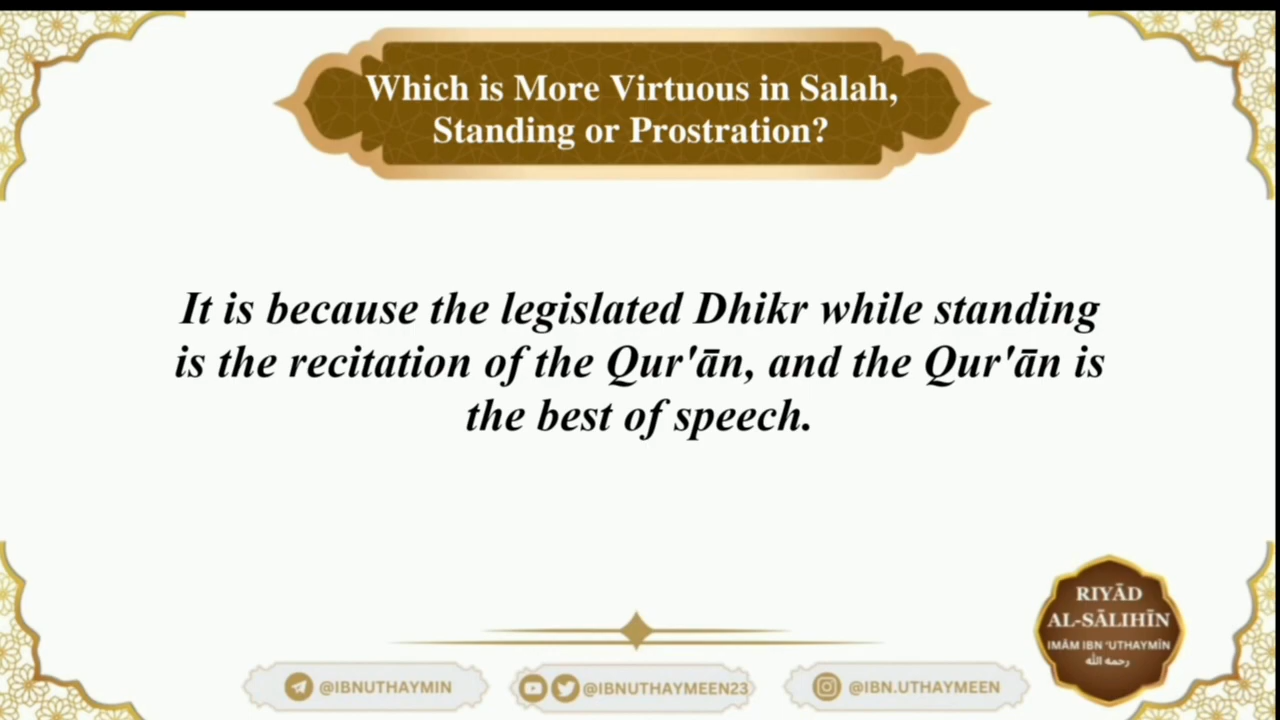 Which is More Virtuous in Salah,
Standing or Prostration?
It is because the legislated Dhikr while standing
is the recitation of the Qur'ān, and the Qur'ān is
the best of speech.
RIYĀD
AL-SĀLIHĪN
IMĀM IBN 'UTHAYMĪN
رحمه الله
@IBNUTHAYMIN
@IBNUTHAYMEEN23
@IBN.UTHAYMEEN